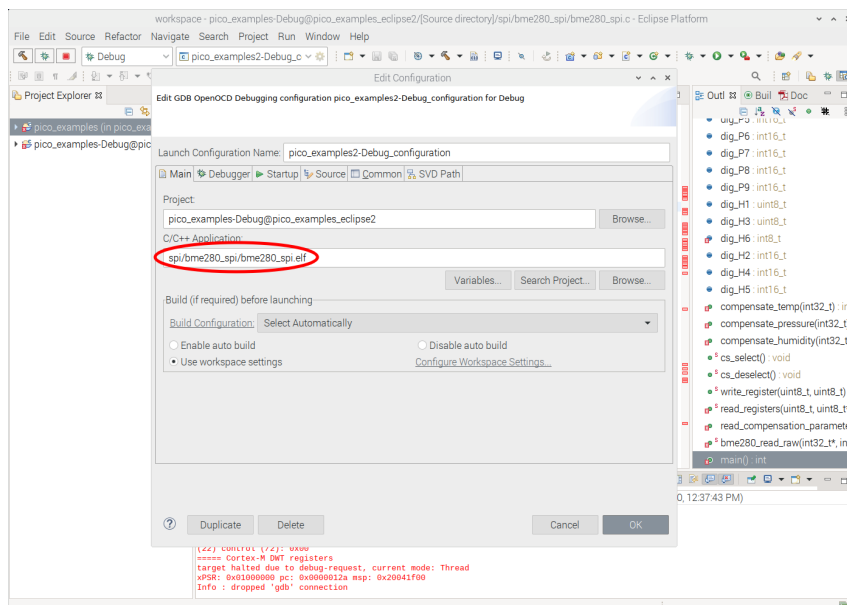 workspace - pico_examples-Debug@pico_examples_eclipse2/[Source directory]/spi/bme280_spi/bme280_spi.c - Eclipse Platform
File Edit Source Refactor Navigate Search Project Run Window Help
Debug
pico_examples2-Debug_c
Edit Configuration
Project Explorer
Outl
Buil
Doc
Edit GDB OpenOCD Debugging configuration pico_examples2-Debug_configuration for Debug
pico_examples (in pico_exa
pico_examples-Debug@pic
Launch Configuration Name: pico_examples2-Debug_configuration
Main Debugger Startup Source Common SVD Path
Project:
pico_examples-Debug@pico_examples_eclipse2
Browse...
C/C++ Application:
spi/bme280_spi/bme280_spi.elf
Variables... Search Project... Browse...
Build (if required) before launching
Build Configuration: Select Automatically
Enable auto build
Disable auto build
Use workspace settings
Configure Workspace Settings...
Duplicate
Delete
Cancel
OK
dig_P5 : int16_t
dig_P6 : int16_t
dig_P7 : int16_t
dig_P8 : int16_t
dig_P9 : int16_t
dig_H1 : uint8_t
dig_H3 : uint8_t
dig_H6 : int8_t
dig_H2 : int16_t
dig_H4 : int16_t
dig_H5 : int16_t
compensate_temp(int32_t) : in
compensate_pressure(int32_t
compensate_humidity(int32_t
S cs_select() : void
S cs_deselect() : void
S write_register(uint8_t, uint8_t)
S read_registers(uint8_t, uint8_t*
read_compensation_paramete
S bme280_read_raw(int32_t*, in
main() : int
0, 12:37:43 PM)
(22) control (/2): 0x00
===== Cortex-M DWT registers
target halted due to debug-request, current mode: Thread
xPSR: 0x01000000 pc: 0x0000012a msp: 0x20041f00
Info : dropped 'gdb' connection